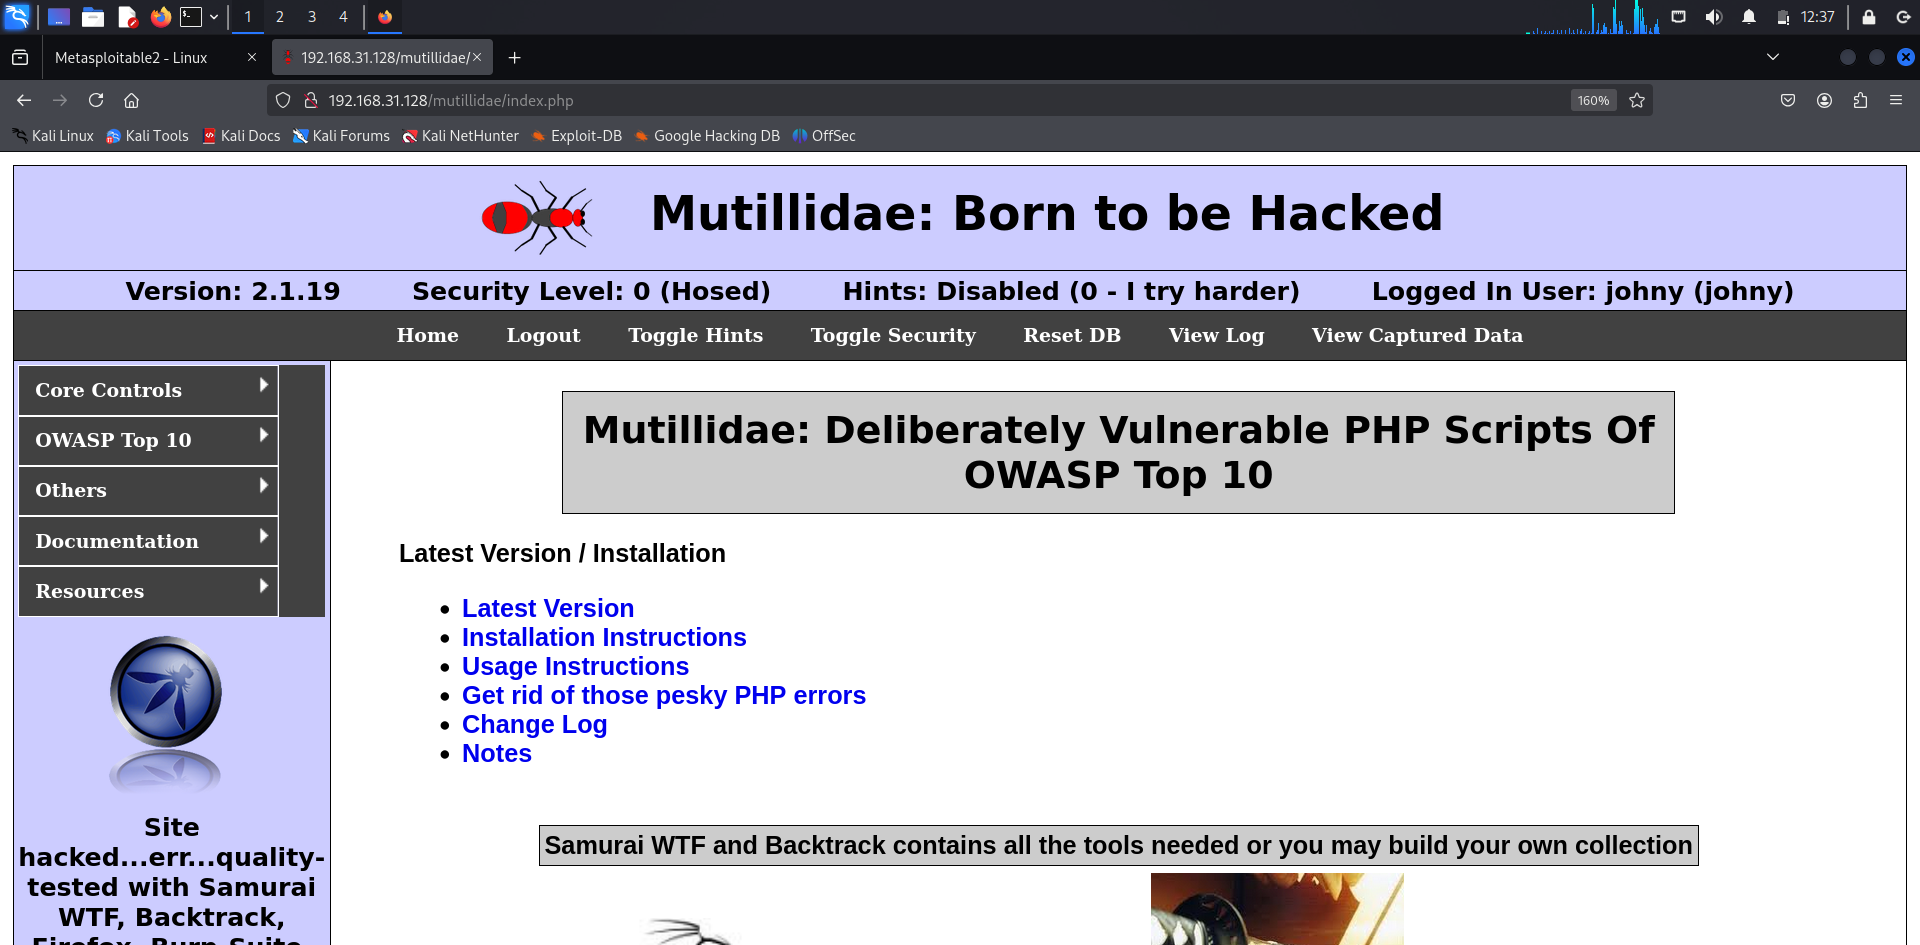 1 2 3 4 12:37
Metasploitable2 - Linux 192.168.31.128/mutillidae/
192.168.31.128/mutillidae/index.php 160%
Kali Linux Kali Tools Kali Docs Kali Forums Kali NetHunter Exploit-DB Google Hacking DB OffSec
Mutillidae: Born to be Hacked
Version: 2.1.19 Security Level: 0 (Hosed) Hints: Disabled (0 - I try harder) Logged In User: johny (johny)
Home Logout Toggle Hints Toggle Security Reset DB View Log View Captured Data
Core Controls
OWASP Top 10
Others
Documentation
Resources
Site
hacked...err...quality-
tested with Samurai
WTF, Backtrack,
Firefox, Burp-Suite,
Mutillidae: Deliberately Vulnerable PHP Scripts Of
OWASP Top 10
Latest Version / Installation
Latest Version
Installation Instructions
Usage Instructions
Get rid of those pesky PHP errors
Change Log
Notes
Samurai WTF and Backtrack contains all the tools needed or you may build your own collection